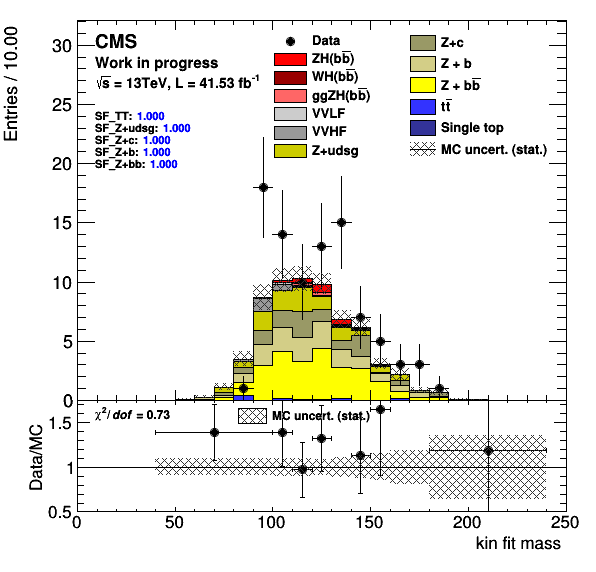 Entries / 10.00
30
25
20
15
10
5
0
CMS
Work in progress
√s = 13TeV, L = 41.53 fb⁻¹
SF_TT: 1.000
SF_Z+udsg: 1.000
SF_Z+c: 1.000
SF_Z+b: 1.000
SF_Z+bb: 1.000
Data
ZH(bb̅)
WH(bb̅)
ggZH(bb̅)
VVLF
VVHF
Z+udsg
Z+c
Z + b
Z + bb̅
tt̅
Single top
MC uncert. (stat.)
Data/MC
1.5
1
0.5
χ²/dof = 0.73
MC uncert. (stat.)
0 50 100 150 200 250
kin fit mass